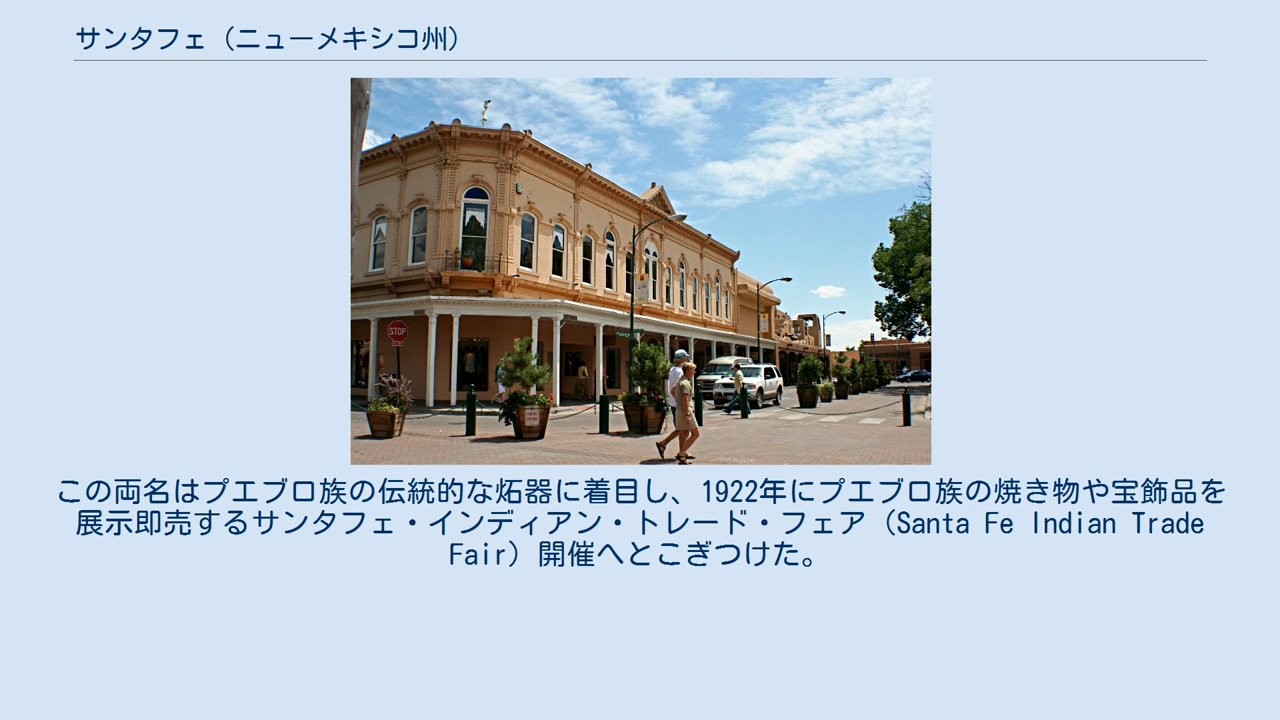 サンタフェ（ニューメキシコ州）
STOP
この両名はプエブロ族の伝統的な炻器に着目し、1922年にプエブロ族の焼き物や宝飾品を
展示即売するサンタフェ・インディアン・トレード・フェア（Santa Fe Indian Trade
Fair）開催へとこぎつけた。